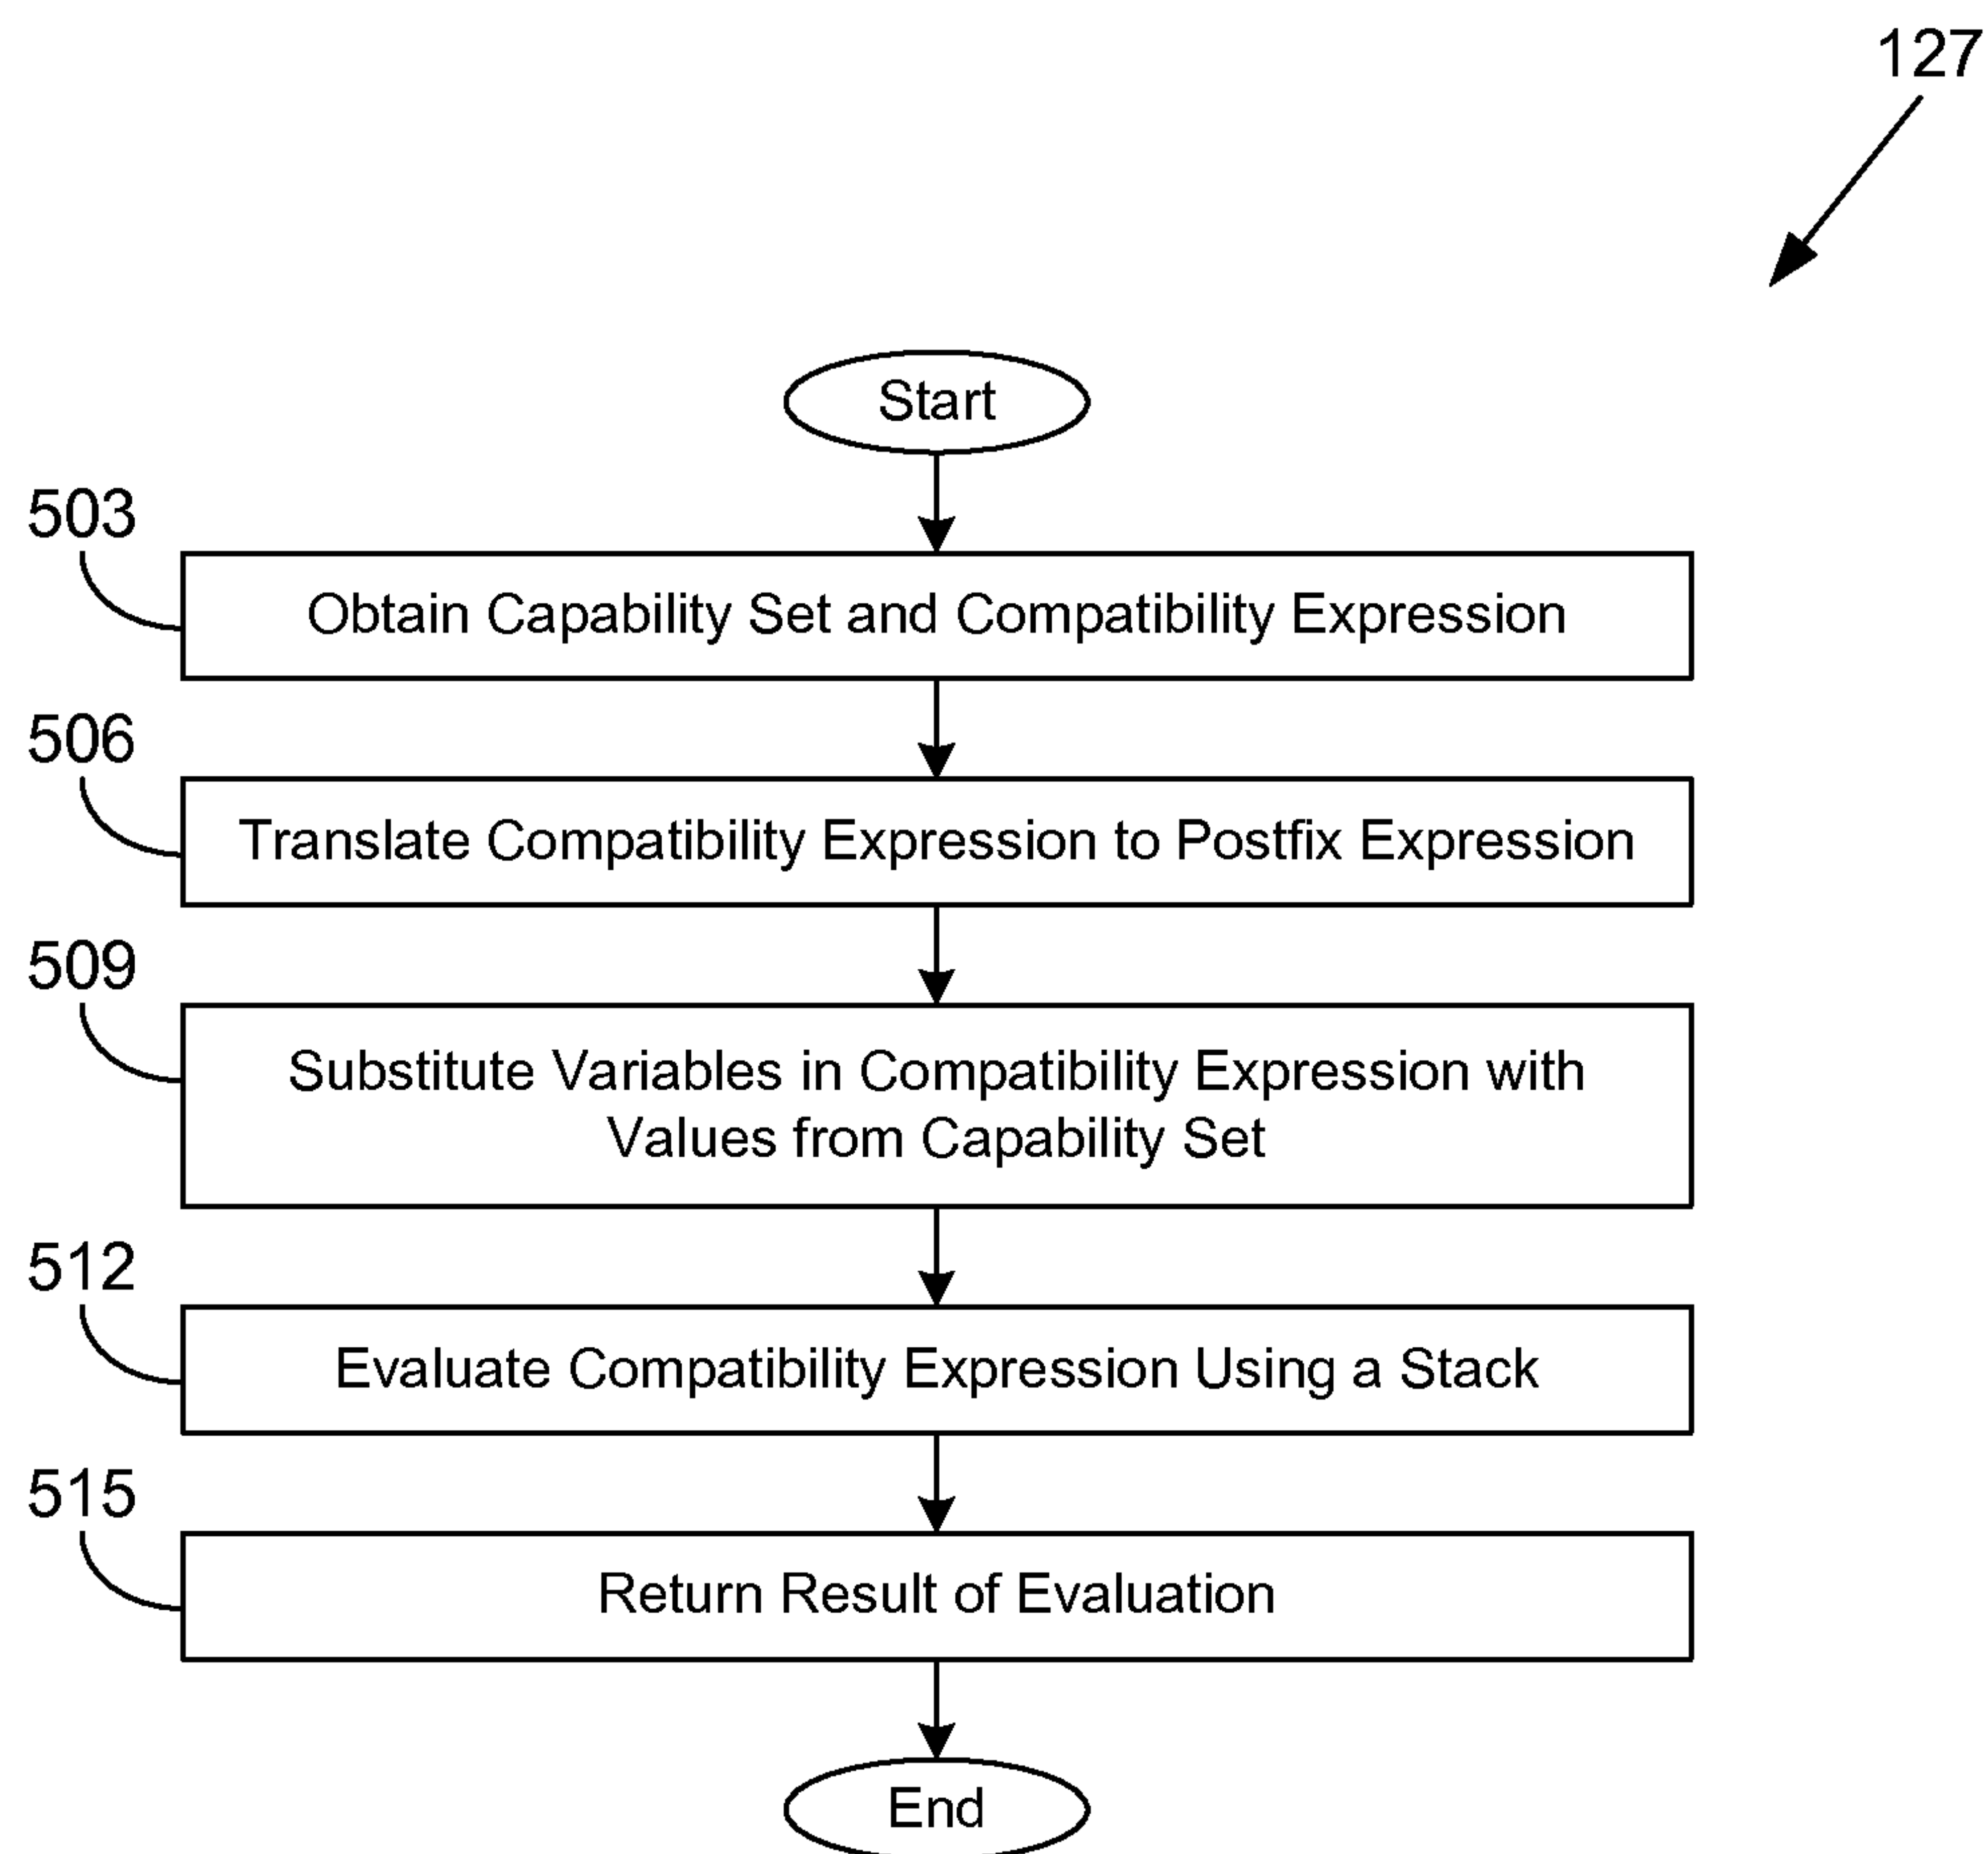 127
Start
503
Obtain Capability Set and Compatibility Expression
506
Translate Compatibility Expression to Postfix Expression
509
Substitute Variables in Compatibility Expression with
Values from Capability Set
512
Evaluate Compatibility Expression Using a Stack
515
Return Result of Evaluation
End